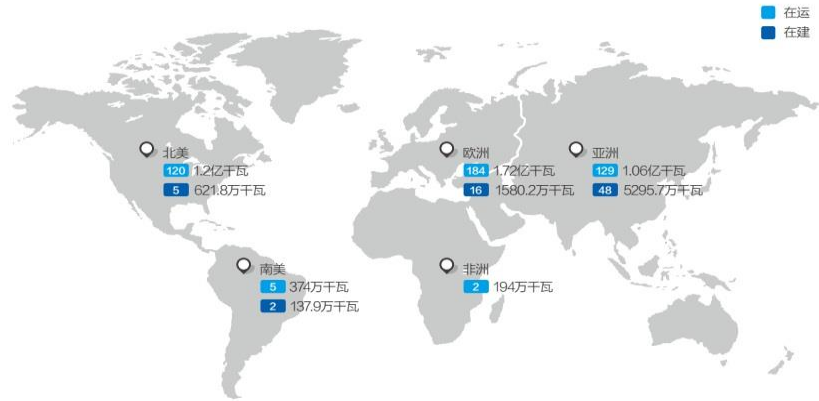 在运
在建
北美
120 1.2亿千瓦
5 621.8万千瓦
欧洲
184 1.72亿千瓦
16 1580.2万千瓦
亚洲
129 1.06亿千瓦
48 5295.7万千瓦
南美
5 374万千瓦
2 137.9万千瓦
非洲
2 194万千瓦